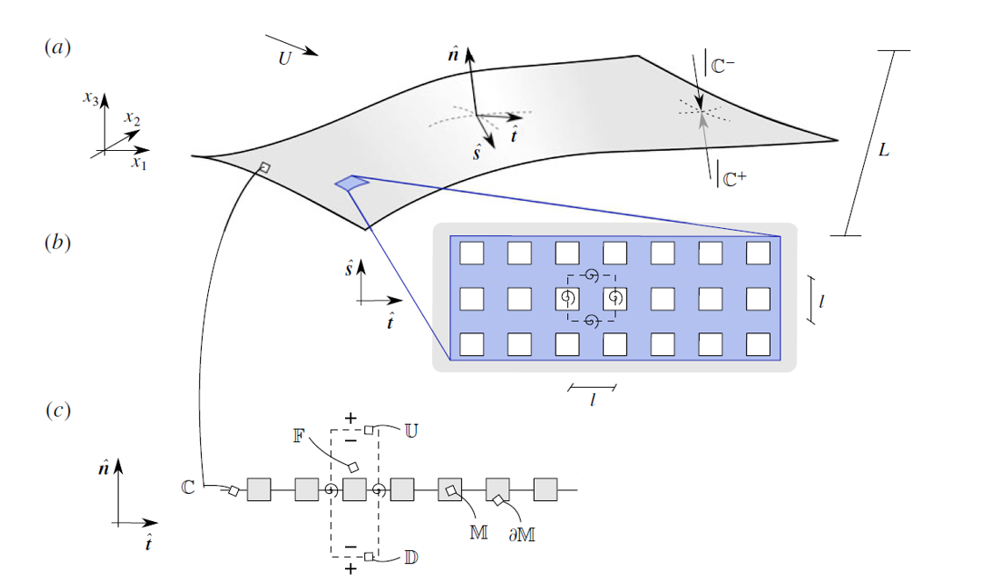 (a)
U
n̂
|ℂ⁻
x₃
x₂
x₁
t̂
ŝ
L
|ℂ⁺
(b)
ŝ
t̂
l
l
(c)
+
𝔽
−
𝕌
n̂
ℂ
t̂
𝕄
∂𝕄
−
𝔻
+